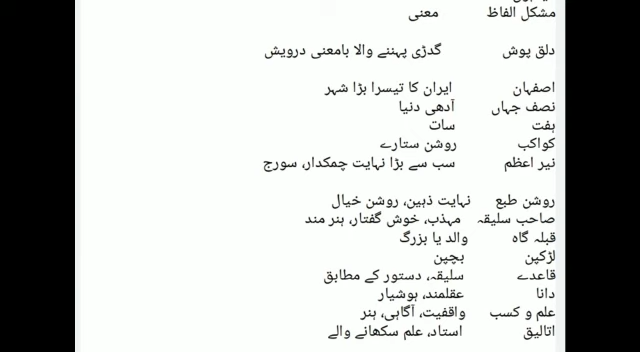 مشکل الفاظ معنی
دلق پوش گدڑی پہننے والا بامعنی درویش
اصفہان ایران کا تیسرا بڑا شہر
نصف جہاں آدھی دنیا
ہفت سات
کواکب روشن ستارے
نیر اعظم سب سے بڑا نہایت چمکدار، سورج
روشن طبع نہایت ذہین، روشن خیال
صاحب سلیقہ مہذب، خوش گفتار، ہنر مند
قبلہ گاہ والد یا بزرگ
لڑکپن بچپن
قاعدے سلیقہ، دستور کے مطابق
دانا عقلمند، ہوشیار
علم و کسب واقفیت، آگاہی، ہنر
اتالیق استاد، علم سکھانے والے